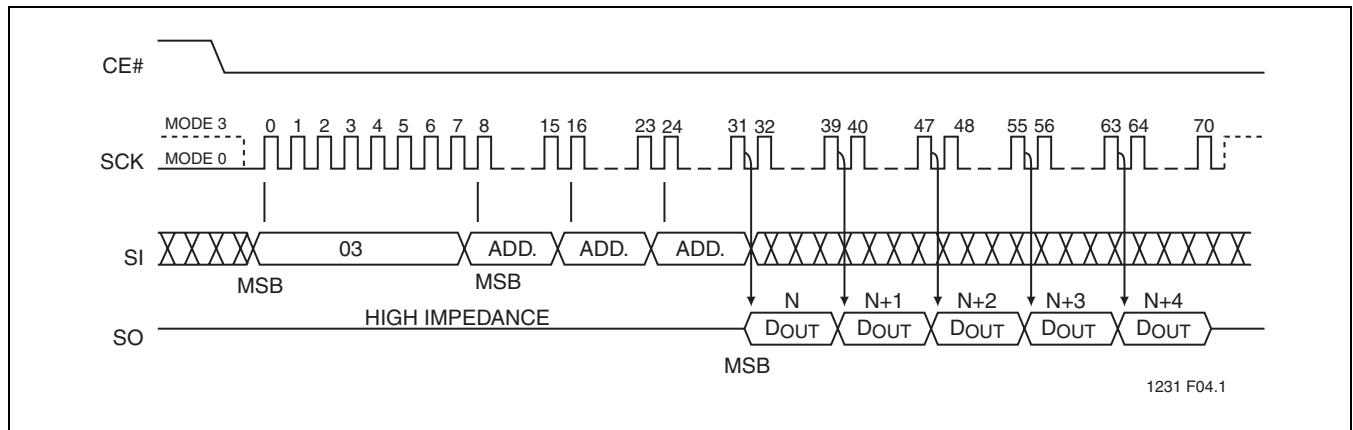 CE#
MODE 3
0 1 2 3 4 5 6 7 8 15 16 23 24 31 32 39 40 47 48 55 56 63 64 70
SCK
MODE 0
SI
03 ADD. ADD. ADD.
MSB MSB
N N+1 N+2 N+3 N+4
HIGH IMPEDANCE
SO
DOUT DOUT DOUT DOUT DOUT
MSB
1231 F04.1